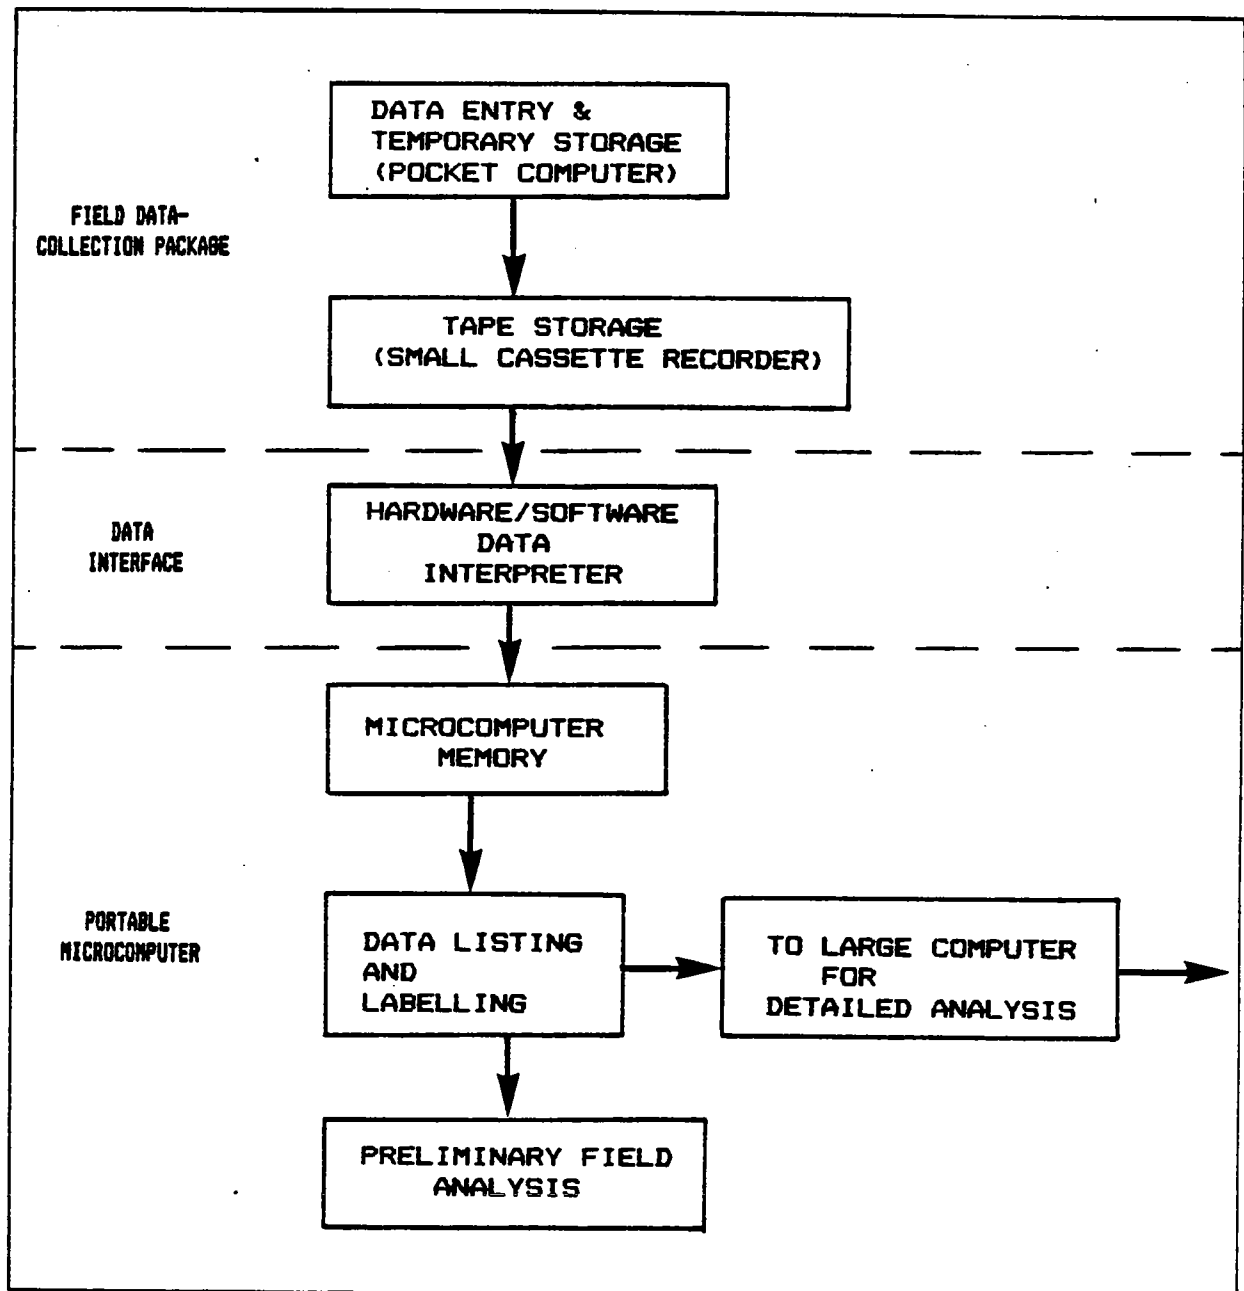 DATA ENTRY &
TEMPORARY STORAGE
(POCKET COMPUTER)
FIELD DATA-
COLLECTION PACKAGE
TAPE STORAGE
(SMALL CASSETTE RECORDER)
HARDWARE/SOFTWARE
DATA
INTERPRETER
DATA
INTERFACE
MICROCOMPUTER
MEMORY
PORTABLE
MICROCOMPUTER
DATA LISTING
AND
LABELLING
TO LARGE COMPUTER
FOR
DETAILED ANALYSIS
PRELIMINARY FIELD
ANALYSIS